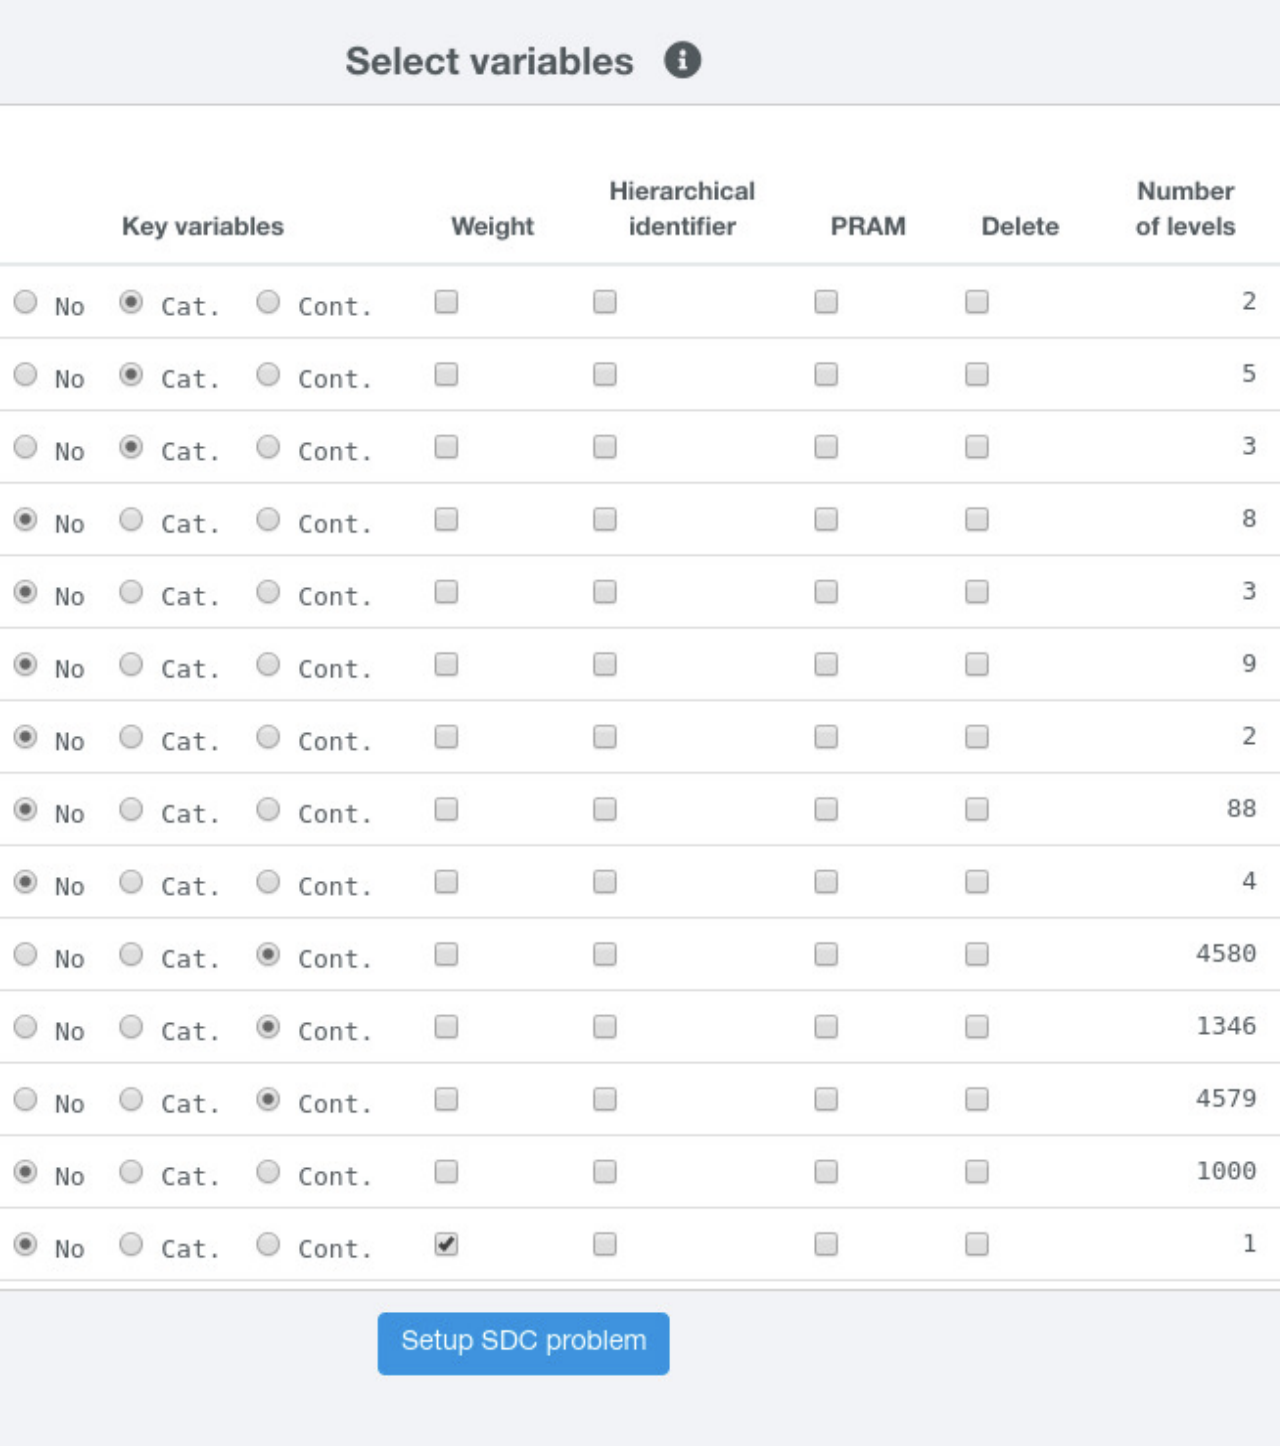 Select variables
Key variables Weight Hierarchical identifier PRAM Delete Number of levels
No Cat. Cont. 2
No Cat. Cont. 5
No Cat. Cont. 3
No Cat. Cont. 8
No Cat. Cont. 3
No Cat. Cont. 9
No Cat. Cont. 2
No Cat. Cont. 88
No Cat. Cont. 4
No Cat. Cont. 4580
No Cat. Cont. 1346
No Cat. Cont. 4579
No Cat. Cont. 1000
No Cat. Cont. 1
Setup SDC problem